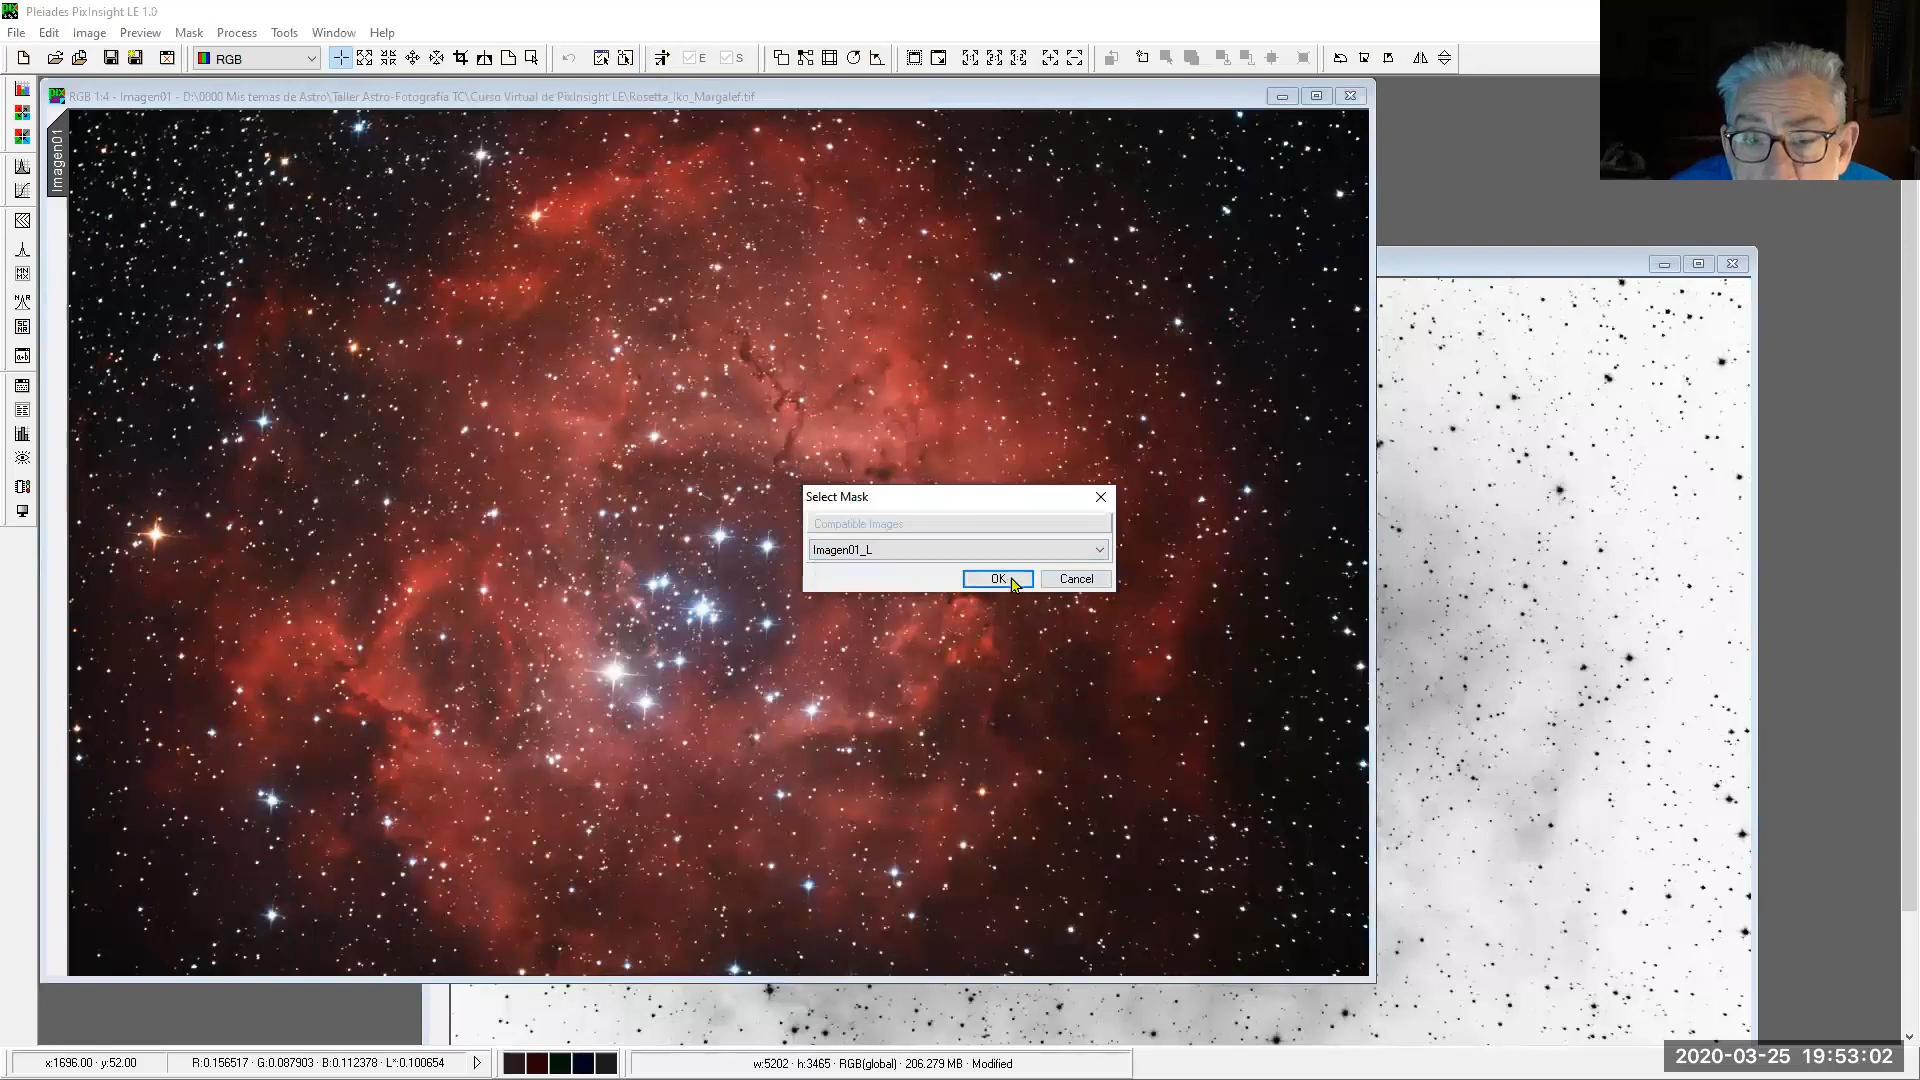 Pleiades PixInsight LE 1.0
File Edit Image Preview Mask Process Tools Window Help
RGB
E
S
RGB 1:4 - Imagen01 - D:\0000 Mis temas de Astro\Taller Astro-Fotografía TC\Curso Virtual de PixInsight LE\Rosetta_Iko_Margalef.tif
Imagen01
Select Mask
Compatible Images
Imagen01_L
OK
Cancel
x:1696.00 · y:52.00
R:0.156517 · G:0.087903 · B:0.112378 · L*:0.100654
w:5202 · h:3465 · RGB(global) · 206.279 MB · Modified
2020-03-25 19:53:02